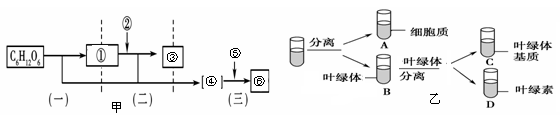 C₆H₁₂O₆
①
②
③
[④]
⑤
⑥
(一)
甲
(二)
(三)
分离
A
细胞质
叶绿体
B
叶绿体
分离
C
叶绿体
基质
D
叶绿素
乙